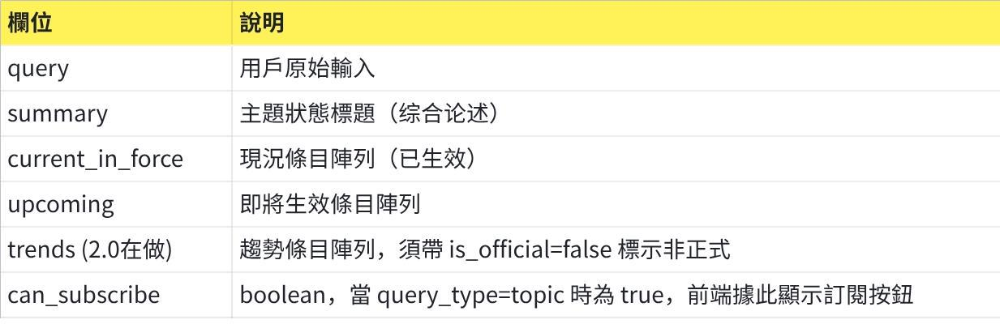 欄位 說明
query 用戶原始輸入
summary 主題狀態標題（综合论述）
current_in_force 現況條目陣列（已生效）
upcoming 即將生效條目陣列
trends (2.0在做) 趨勢條目陣列，須帶 is_official=false 標示非正式
can_subscribe boolean，當 query_type=topic 時為 true，前端據此顯示訂閱按鈕